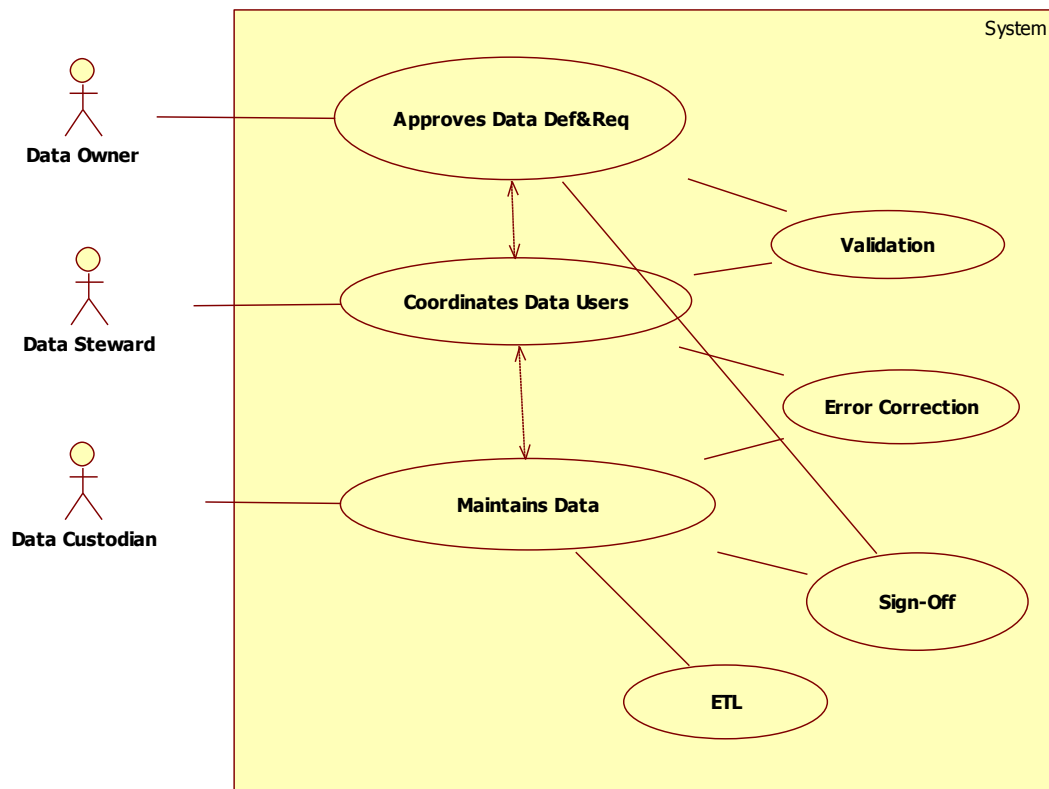 System
Approves Data Def&Req
Data Owner
Validation
Coordinates Data Users
Data Steward
Error Correction
Maintains Data
Data Custodian
Sign-Off
ETL